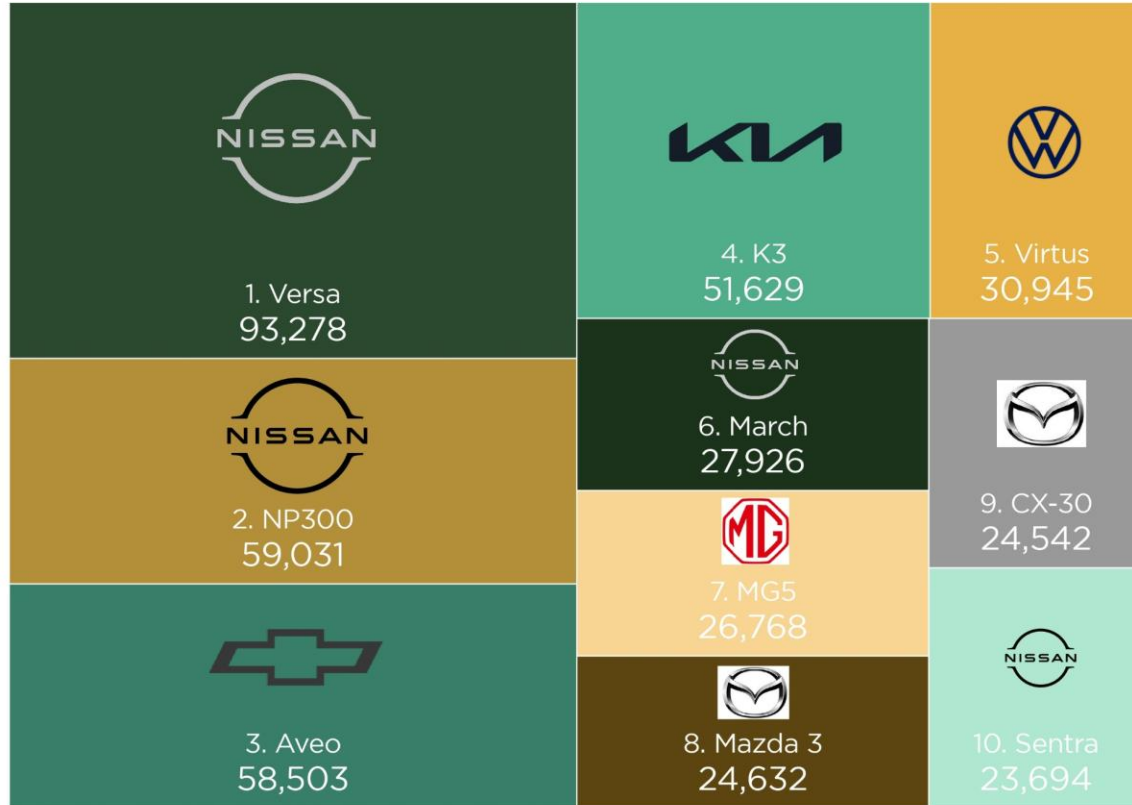 NISSAN
1. Versa
93,278
NISSAN
2. NP300
59,031
3. Aveo
58,503
KIA
4. K3
51,629
VW
5. Virtus
30,945
NISSAN
6. March
27,926
MG
7. MG5
26,768
8. Mazda 3
24,632
9. CX-30
24,542
NISSAN
10. Sentra
23,694